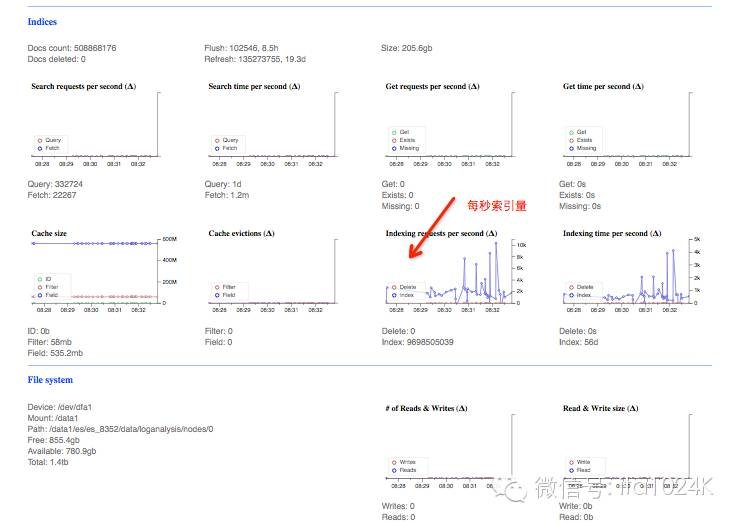 Indices
Docs count: 508868176
Flush: 102546, 8.5h
Size: 205.6gb
Docs deleted: 0
Refresh: 135273755, 19.3d
Search requests per second (Δ)
Search time per second (Δ)
Get requests per second (Δ)
Get time per second (Δ)
Query
Fetch
08:28 08:29 08:30 08:31 08:32
Query
Fetch
08:28 08:29 08:30 08:31 08:32
Get
Exists
Missing
08:28 08:29 08:30 08:31 08:32
Get
Exists
Missing
08:28 08:29 08:30 08:31 08:32
Query: 332724
Fetch: 22267
Query: 1d
Fetch: 1.2m
Get: 0
Exists: 0
Missing: 0
Get: 0s
Exists: 0s
Missing: 0s
每秒索引量
Cache size
Cache evictions (Δ)
Indexing requests per second (Δ)
Indexing time per second (Δ)
600M
400M
200M
0
ID
Filter
Field
08:28 08:29 08:30 08:31 08:32
Filter
Field
08:28 08:29 08:30 08:31 08:32
10k
8k
6k
4k
2k
0
Delete
Index
08:28 08:29 08:30 08:31 08:32
5k
4k
3k
2k
1k
0
Delete
Index
08:28 08:29 08:30 08:31 08:32
ID: 0b
Filter: 58mb
Field: 535.2mb
Filter: 0
Field: 0
Delete: 0
Index: 9698505039
Delete: 0s
Index: 56d
File system
Device: /dev/dfa1
Mount: /data1
Path: /data1/es/es_8352/data/loganalysis/nodes/0
Free: 855.4gb
Available: 780.9gb
Total: 1.4tb
# of Reads & Writes (Δ)
Read & Write size (Δ)
Writes
Reads
08:28 08:29 08:30 08:31 08:32
Write
Read
08:28 08:29
Writes: 0
Reads: 0
Write: 0b
Read: 0b
微信号: